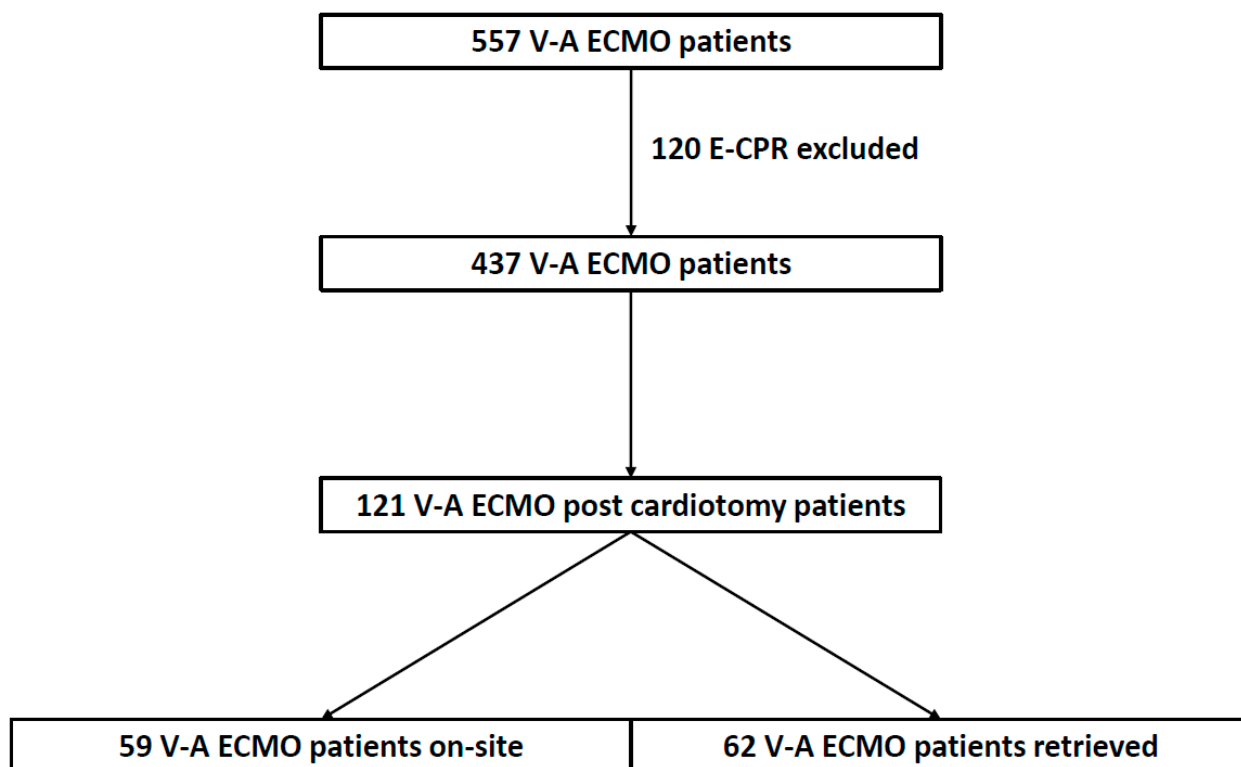 557 V-A ECMO patients
120 E-CPR excluded
437 V-A ECMO patients
121 V-A ECMO post cardiotomy patients
59 V-A ECMO patients on-site
62 V-A ECMO patients retrieved